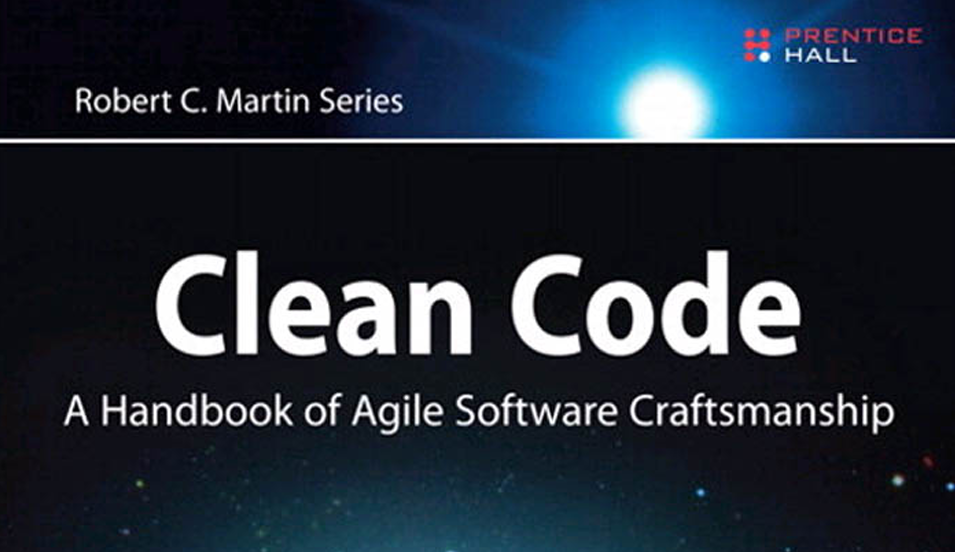 PRENTICE
HALL
Robert C. Martin Series
Clean Code
A Handbook of Agile Software Craftsmanship